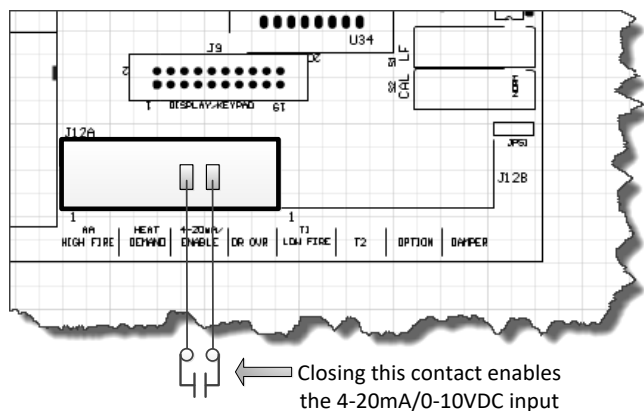 U34
J9
2
20
1
DISPLAY/KEYPAD
19
S1
LF
S2
CAL
NORM
JPS1
J12A
J12B
1
1
AA
HIGH FIRE
HEAT
DEMAND
4-20mA/
ENABLE
DR OVR
T1
LOW FIRE
T2
OPTION
DAMPER
Closing this contact enables
the 4-20mA/0-10VDC input